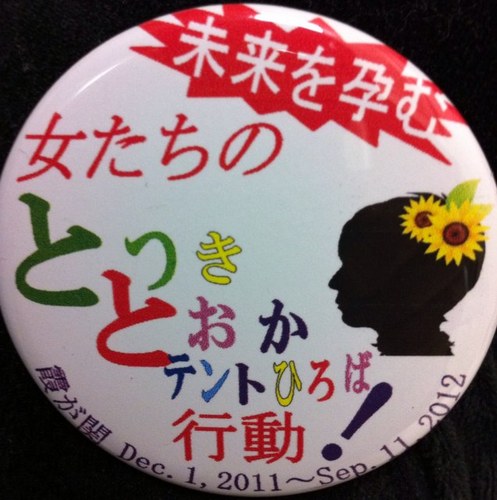 未来を孕む
女たちの
とつき
とおか
テントひろば
行動!
霞が関 Dec. 1, 2011～Sep. 11, 2012